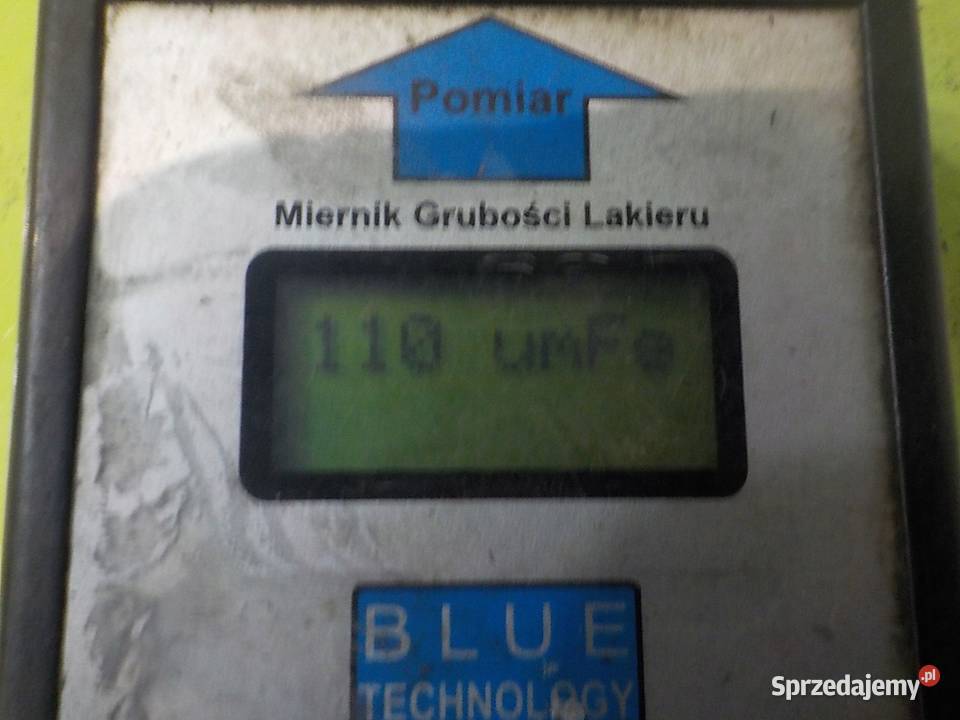 Pomiar
Miernik Grubości Lakieru
110 umFe
BLUE
TECHNOLOGY
Sprzedajemy.pl